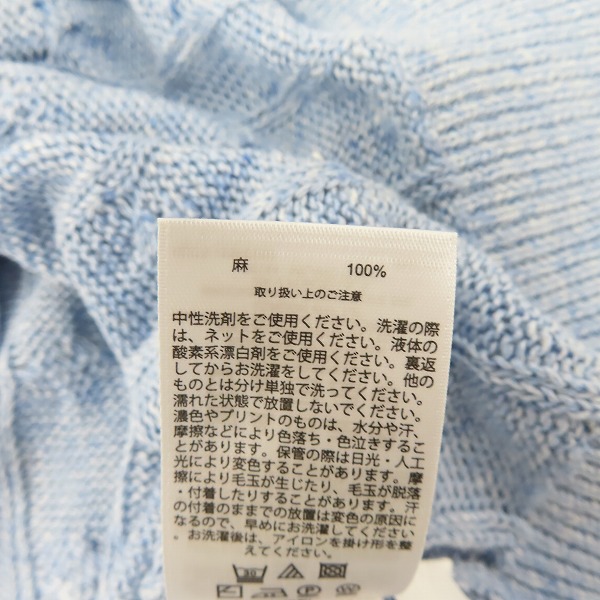 麻 100%
取り扱い上のご注意
中性洗剤をご使用ください。洗濯の際
は、ネットをご使用ください。液体の
酸素系漂白剤をご使用ください。裏返
してからお洗濯をしてください。他の
ものとは分け単独で洗ってください。
濡れた状態で放置しないでください。
濃色やプリントのものは、水分や汗、
摩擦などにより色落ち・色泣きするこ
とがあります。保管の際は日光・人工
光により変色することがあります。摩
擦により毛玉が生じたり、毛玉が脱落
・付着したりすることがあります。汗
の付着のままでの放置は変色の原因に
なるので、早めにお洗濯してください
。お洗濯後は、アイロンを掛け形を整
えてください。
30